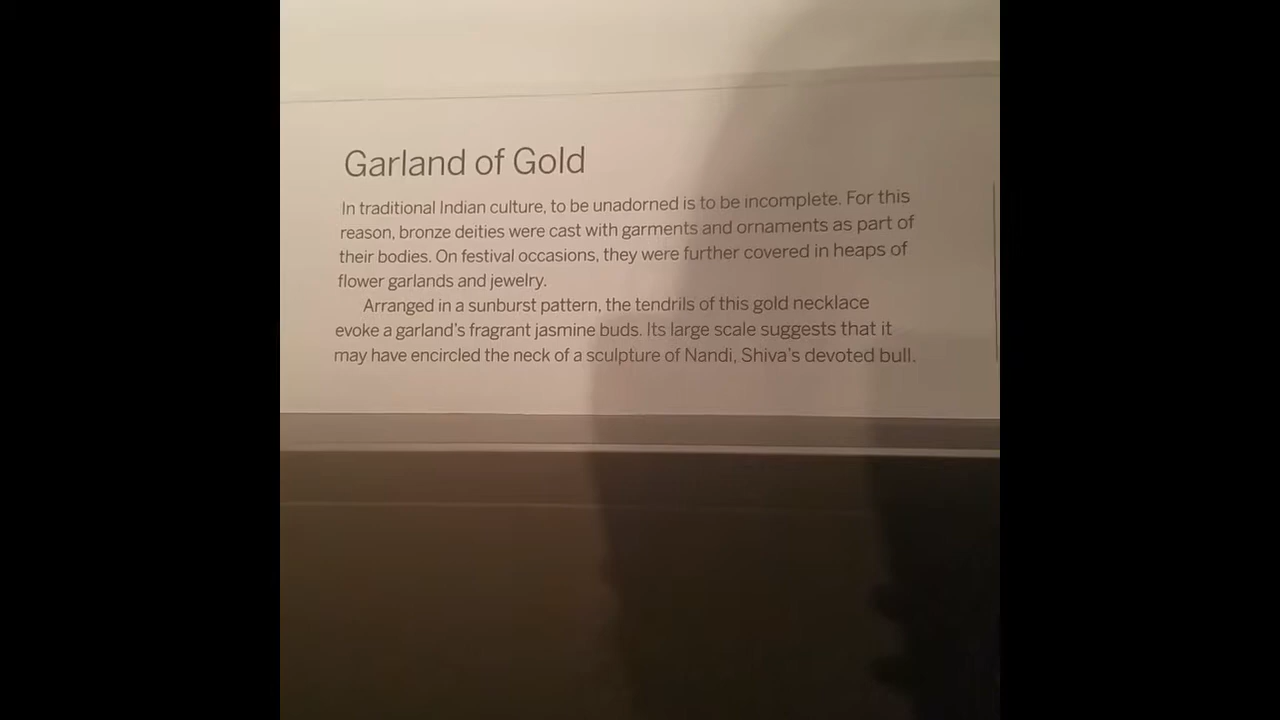 Garland of Gold
In traditional Indian culture, to be unadorned is to be incomplete. For this
reason, bronze deities were cast with garments and ornaments as part of
their bodies. On festival occasions, they were further covered in heaps of
flower garlands and jewelry.
Arranged in a sunburst pattern, the tendrils of this gold necklace
evoke a garland's fragrant jasmine buds. Its large scale suggests that it
may have encircled the neck of a sculpture of Nandi, Shiva's devoted bull.